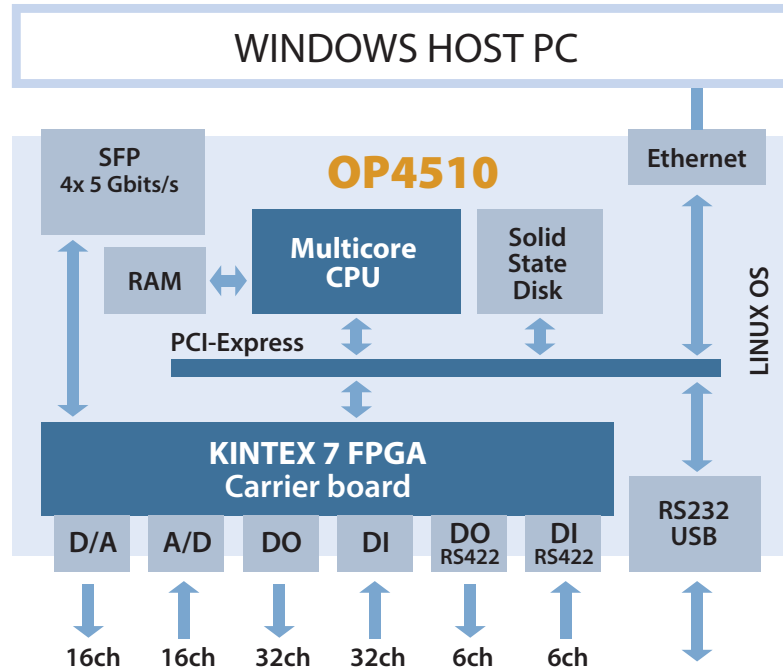 WINDOWS HOST PC
SFP
4x 5 Gbits/s
OP4510
Ethernet
RAM
Multicore
CPU
Solid
State
Disk
LINUX OS
PCI-Express
KINTEX 7 FPGA
Carrier board
RS232
USB
D/A
A/D
DO
DI
DO
RS422
DI
RS422
16ch
16ch
32ch
32ch
6ch
6ch